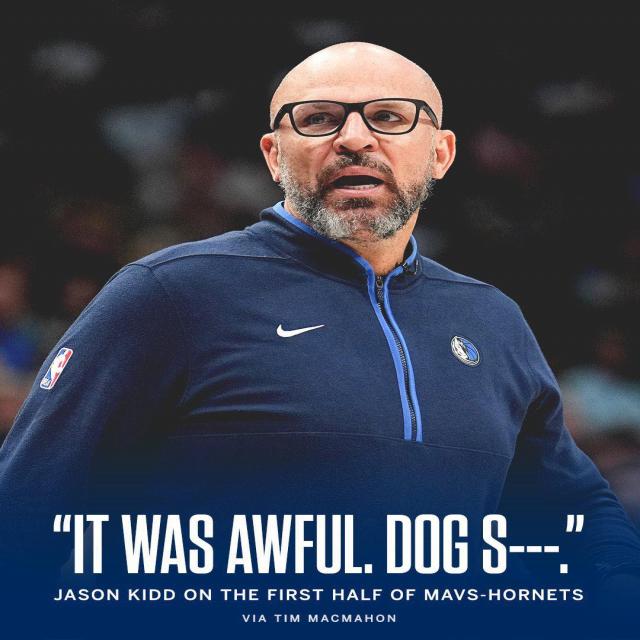 “IT WAS AWFUL. DOG S---.”
JASON KIDD ON THE FIRST HALF OF MAVS-HORNETS
VIA TIM MACMAHON